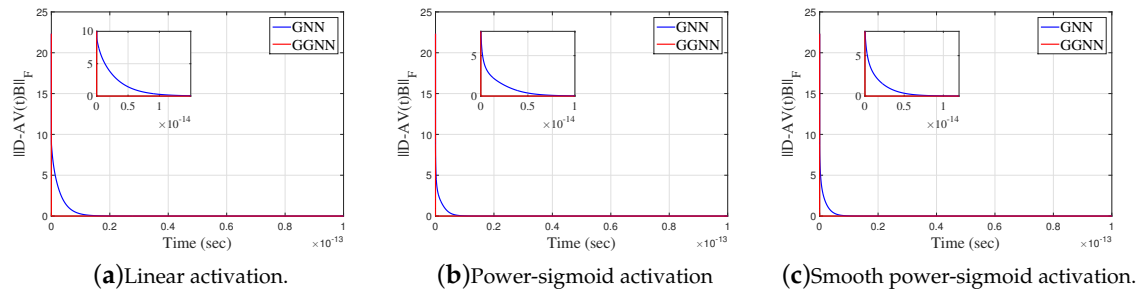 25
20
15
10
5
0
||D-AV(t)B||_F
0 0.2 0.4 0.6 0.8 1
Time (sec)
×10^-13
GNN
GGNN
10
5
0
0 0.5 1
×10^-14
(a)Linear activation.
25
20
15
10
5
0
||D-AV(t)B||_F
0 0.2 0.4 0.6 0.8 1
Time (sec)
×10^-13
GNN
GGNN
5
0
0 0.5 1
×10^-14
(b)Power-sigmoid activation
25
20
15
10
5
0
||D-AV(t)B||_F
0 0.2 0.4 0.6 0.8 1
Time (sec)
×10^-13
GNN
GGNN
5
0
0 0.5 1
×10^-14
(c)Smooth power-sigmoid activation.